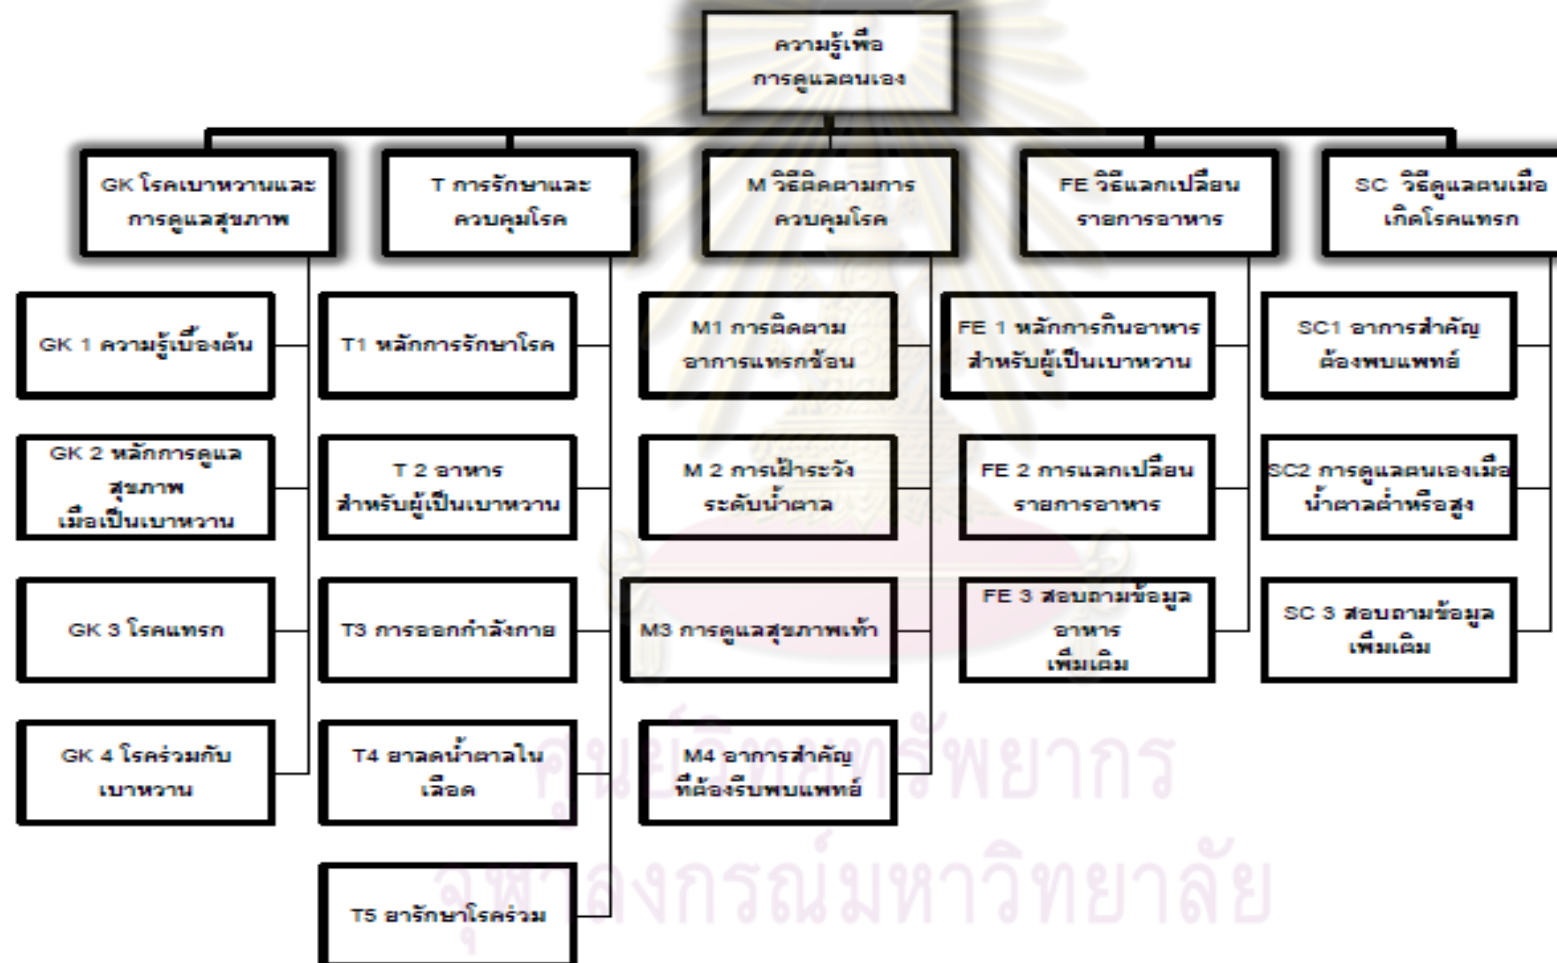 ความรู้เพื่อ
การดูแลตนเอง
GK โรคเบาหวานและ
การดูแลสุขภาพ
T การรักษาและ
ควบคุมโรค
M วิธีติดตามการ
ควบคุมโรค
FE วิธีแลกเปลี่ยน
รายการอาหาร
SC วิธีดูแลตนเมื่อ
เกิดโรคแทรก
GK 1 ความรู้เบื้องต้น
T1 หลักการรักษาโรค
M1 การติดตาม
อาการแทรกซ้อน
FE 1 หลักการกินอาหาร
สำหรับผู้เป็นเบาหวาน
SC1 อาการสำคัญ
ต้องพบแพทย์
GK 2 หลักการดูแล
สุขภาพ
เมื่อเป็นเบาหวาน
T 2 อาหาร
สำหรับผู้เป็นเบาหวาน
M 2 การเฝ้าระวัง
ระดับน้ำตาล
FE 2 การแลกเปลี่ยน
รายการอาหาร
SC2 การดูแลตนเองเมื่อ
น้ำตาลต่ำหรือสูง
GK 3 โรคแทรก
T3 การออกกำลังกาย
M3 การดูแลสุขภาพเท้า
FE 3 สอบถามข้อมูล
อาหาร
เพิ่มเติม
SC 3 สอบถามข้อมูล
เพิ่มเติม
GK 4 โรคร่วมกับ
เบาหวาน
T4 ยาลดน้ำตาลใน
เลือด
M4 อาการสำคัญ
ที่ต้องรีบพบแพทย์
T5 ยารักษาโรคร่วม
ศูนย์วิทยทรัพยากร
จุฬาลงกรณ์มหาวิทยาลัย